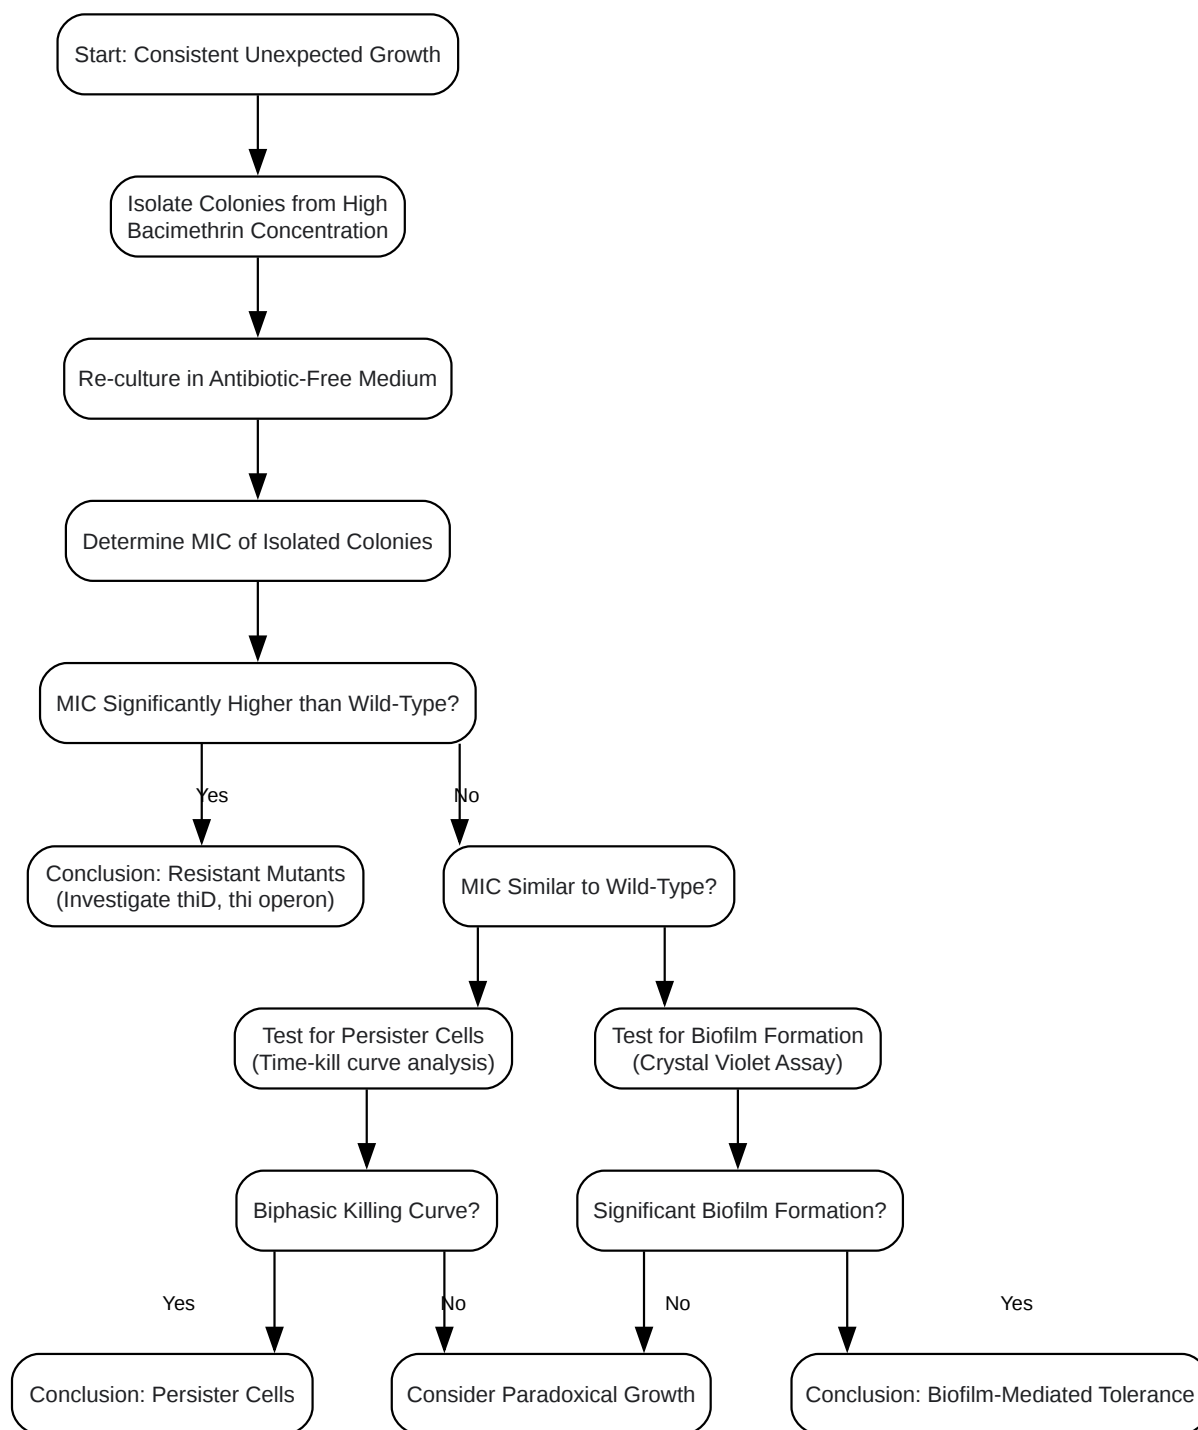 Start: Consistent Unexpected Growth
Isolate Colonies from High
Bacimethrin Concentration
Re-culture in Antibiotic-Free Medium
Determine MIC of Isolated Colonies
MIC Significantly Higher than Wild-Type?
Yes
No
Conclusion: Resistant Mutants
(Investigate thiD, thi operon)
MIC Similar to Wild-Type?
Test for Persister Cells
(Time-kill curve analysis)
Test for Biofilm Formation
(Crystal Violet Assay)
Biphasic Killing Curve?
Significant Biofilm Formation?
Yes
No
No
Yes
Conclusion: Persister Cells
Consider Paradoxical Growth
Conclusion: Biofilm-Mediated Tolerance